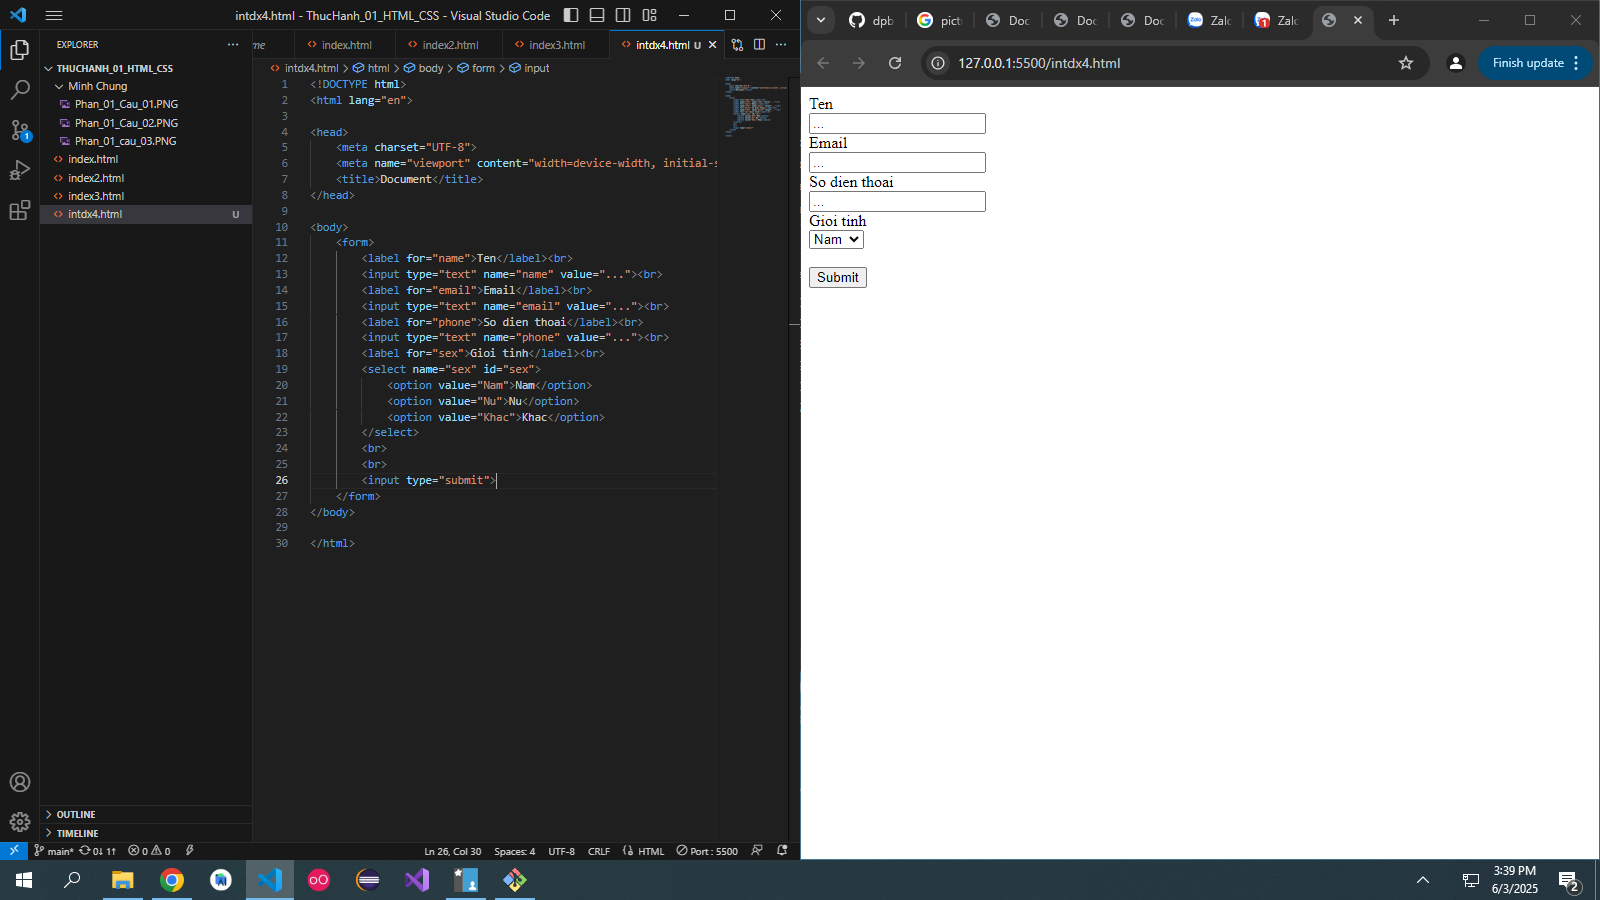 intdx4.html - ThucHanh_01_HTML_CSS - Visual Studio Code
EXPLORER
THUCHANH_01_HTML_CSS
Minh Chung
Phan_01_Cau_01.PNG
Phan_01_Cau_02.PNG
Phan_01_cau_03.PNG
index.html
index2.html
index3.html
intdx4.html U
OUTLINE
TIMELINE
me index.html index2.html index3.html intdx4.html U
intdx4.html > html > body > form > input
1 <!DOCTYPE html>
2 <html lang="en">
3
4 <head>
5 <meta charset="UTF-8">
6 <meta name="viewport" content="width=device-width, initial-s
7 <title>Document</title>
8 </head>
9
10 <body>
11 <form>
12 <label for="name">Ten</label><br>
13 <input type="text" name="name" value="..."><br>
14 <label for="email">Email</label><br>
15 <input type="text" name="email" value="..."><br>
16 <label for="phone">So dien thoai</label><br>
17 <input type="text" name="phone" value="..."><br>
18 <label for="sex">Gioi tinh</label><br>
19 <select name="sex" id="sex">
20 <option value="Nam">Nam</option>
21 <option value="Nu">Nu</option>
22 <option value="Khac">Khac</option>
23 </select>
24 <br>
25 <br>
26 <input type="submit">
27 </form>
28 </body>
29
30 </html>
1
main* 0↓ 1↑ 0 0
Ln 26, Col 30 Spaces: 4 UTF-8 CRLF HTML Port : 5500
dpb pict Doc Doc Doc Zalo Zalc
127.0.0.1:5500/intdx4.html
Finish update
Ten
...
Email
...
So dien thoai
...
Gioi tinh
Nam
Submit
3:39 PM
6/3/2025
2